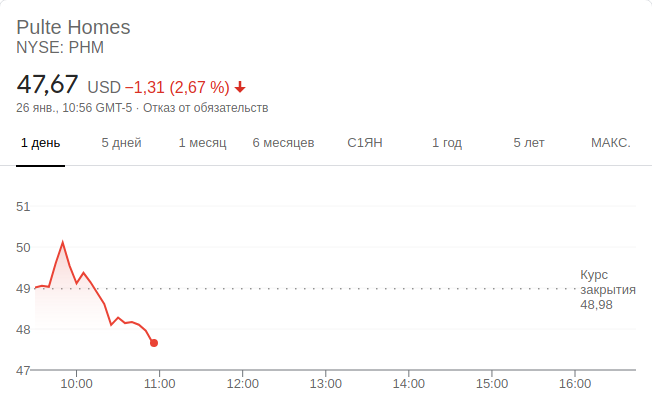 Pulte Homes
NYSE: PHM
47,67 USD −1,31 (2,67 %)
26 янв., 10:56 GMT-5 · Отказ от обязательств
1 день 5 дней 1 месяц 6 месяцев С1ЯН 1 год 5 лет МАКС.
51
50
49
48
47
Курс
закрытия
48,98
10:00 11:00 12:00 13:00 14:00 15:00 16:00